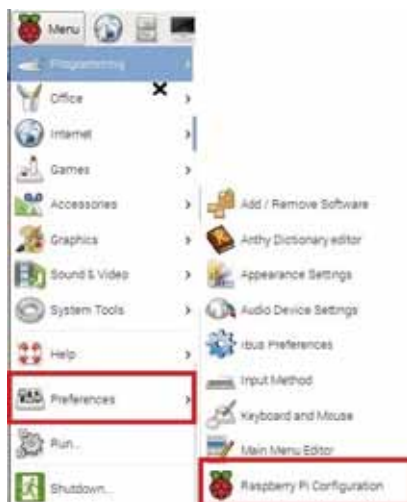 Menu
Programming
Office
Internet
Games
Accessories
Graphics
Sound & Video
System Tools
Help
Preferences
Run...
Shutdown...
Add / Remove Software
Anthy Dictionary editor
Appearance Settings
Audio Device Settings
iBus Preferences
Input Method
Keyboard and Mouse
Main Menu Editor
Raspberry Pi Configuration